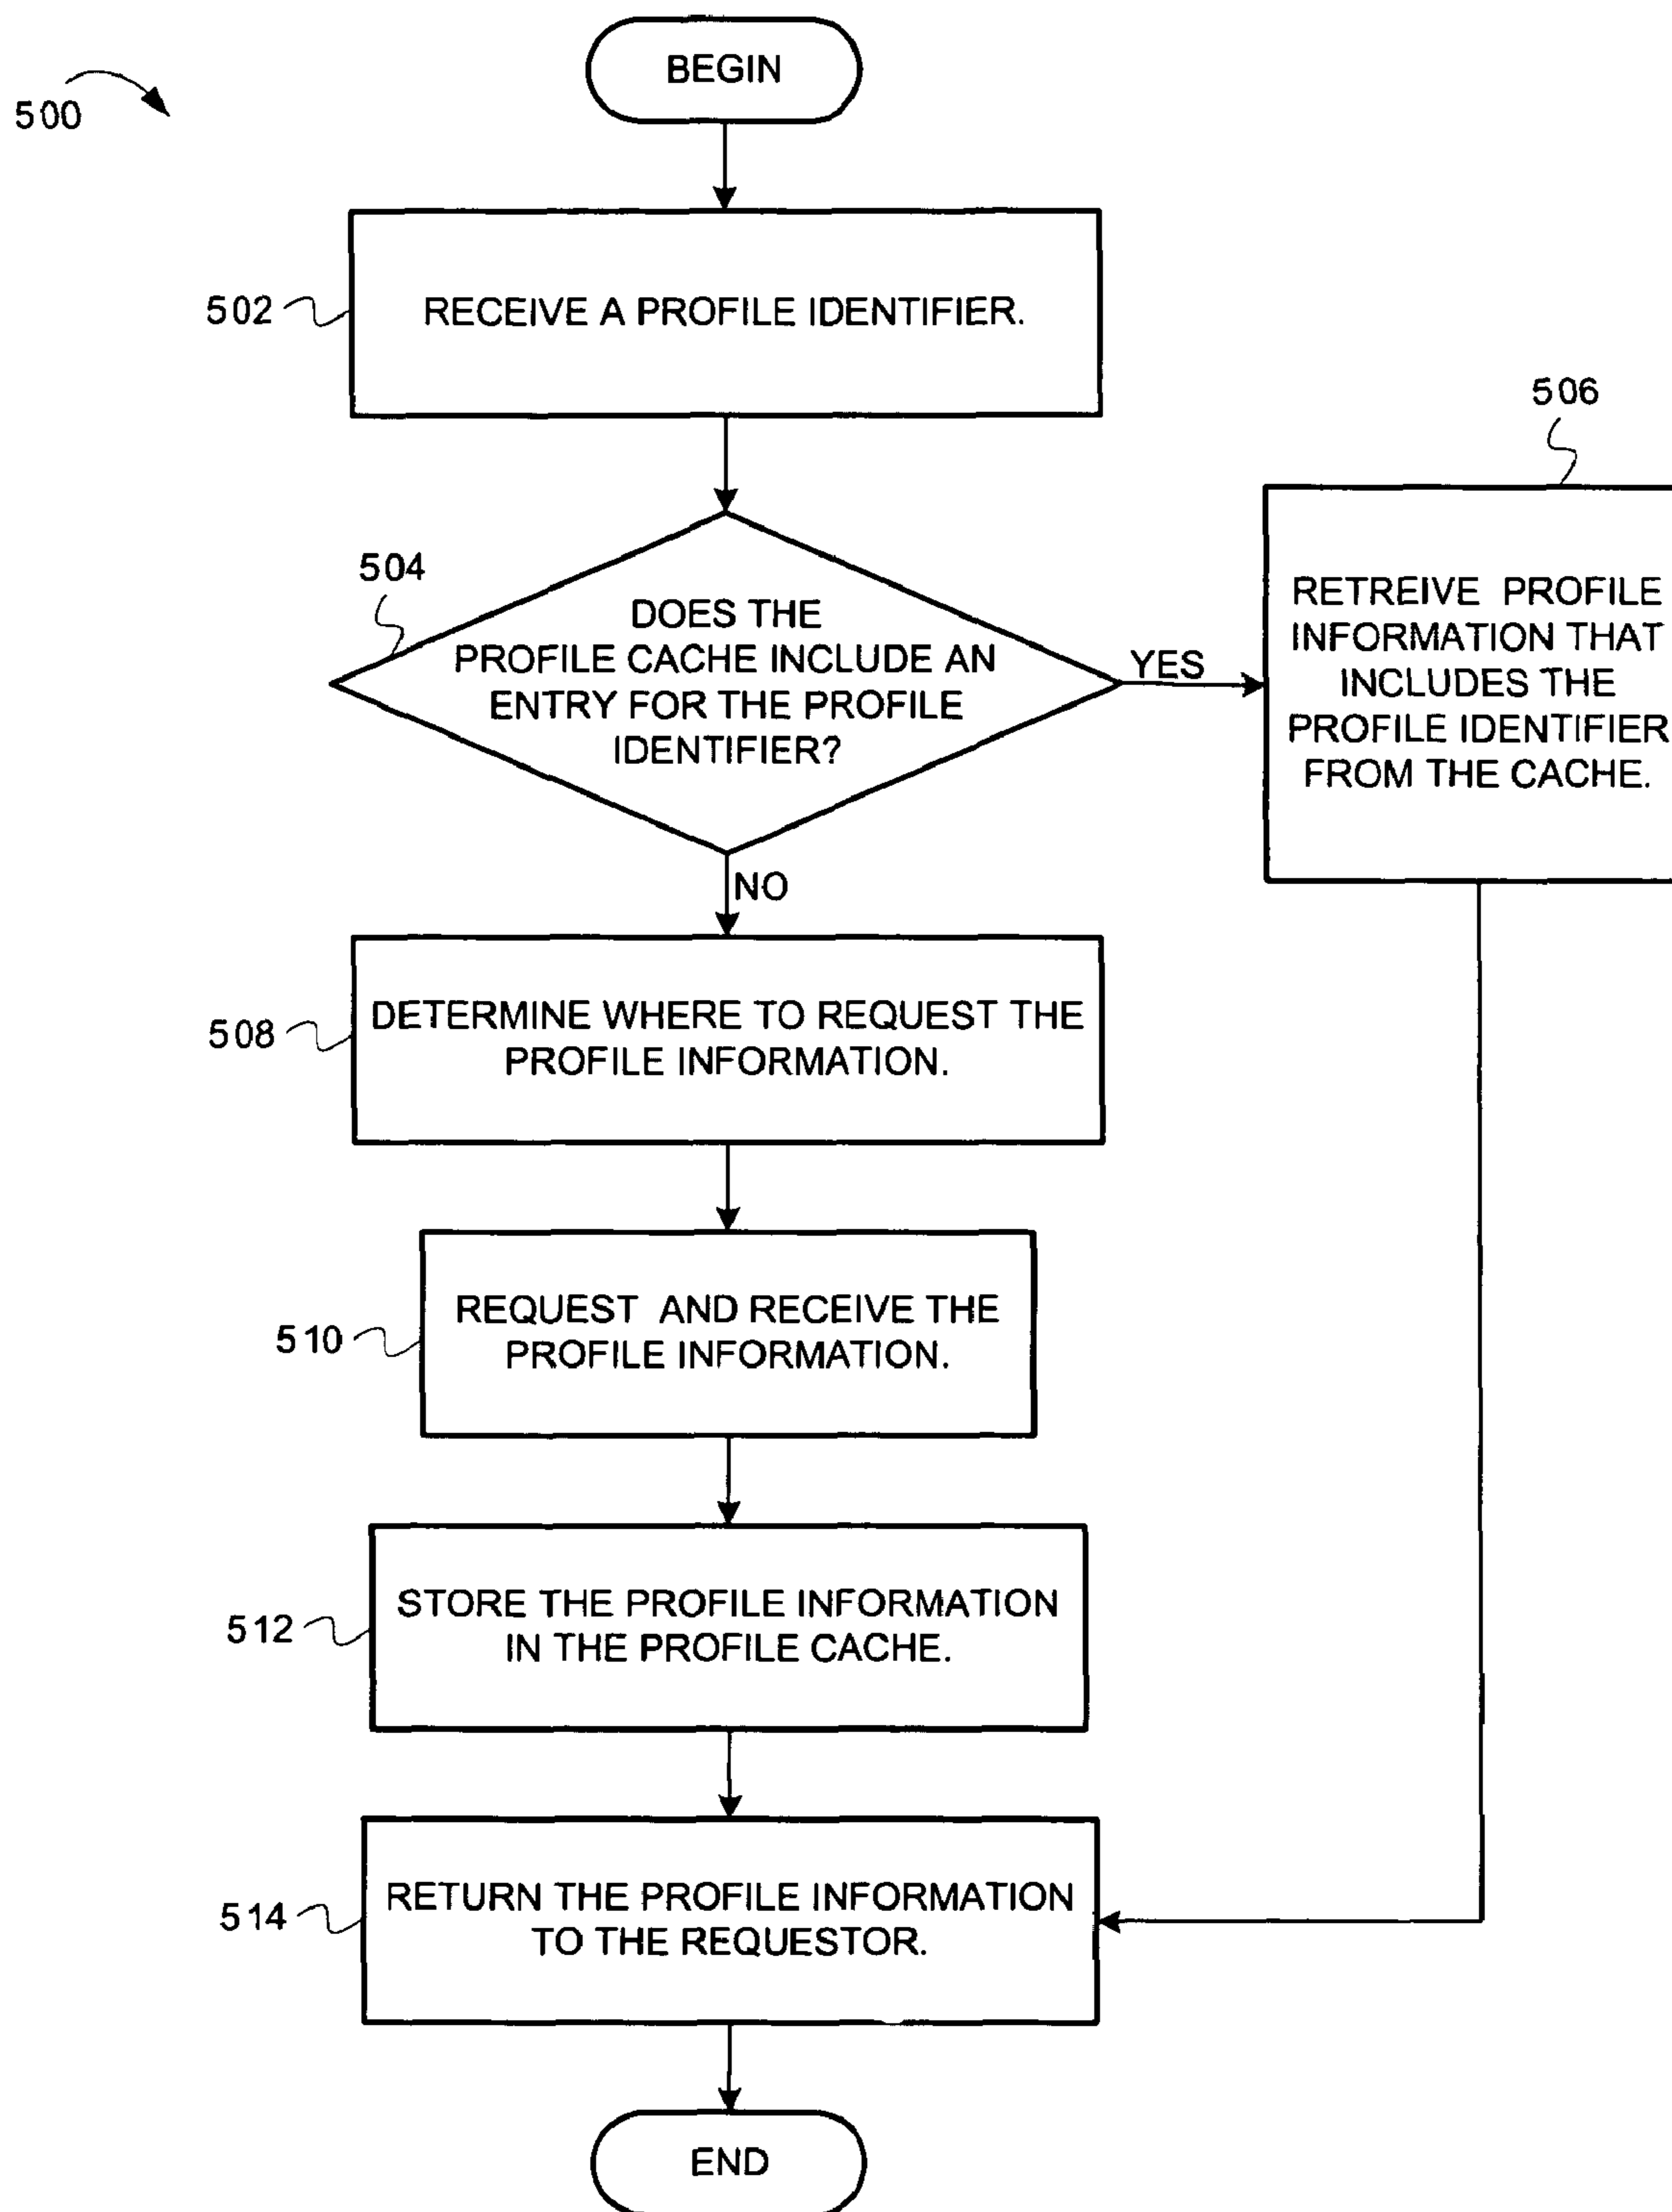 BEGIN
500
502
RECEIVE A PROFILE IDENTIFIER.
506
504
DOES THE
PROFILE CACHE INCLUDE AN
ENTRY FOR THE PROFILE
IDENTIFIER?
YES
RETREIVE PROFILE
INFORMATION THAT
INCLUDES THE
PROFILE IDENTIFIER
FROM THE CACHE.
NO
508
DETERMINE WHERE TO REQUEST THE
PROFILE INFORMATION.
510
REQUEST AND RECEIVE THE
PROFILE INFORMATION.
512
STORE THE PROFILE INFORMATION
IN THE PROFILE CACHE.
514
RETURN THE PROFILE INFORMATION
TO THE REQUESTOR.
END